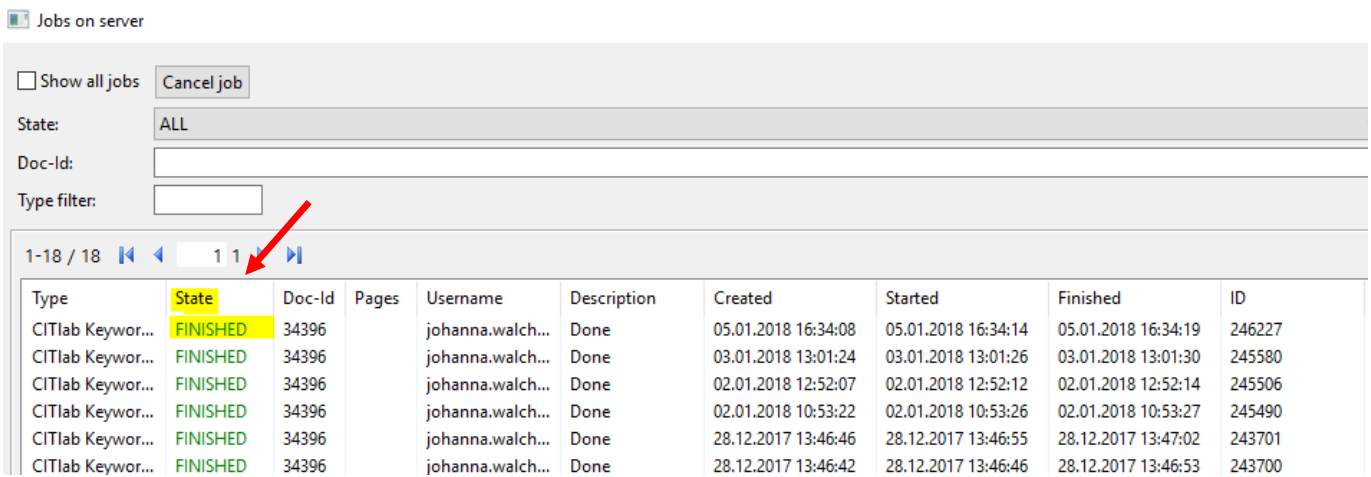 Jobs on server
Show all jobs Cancel job
State: ALL
Doc-Id:
Type filter:
1-18 / 18 1 1
Type State Doc-Id Pages Username Description Created Started Finished ID
CITlab Keywor... FINISHED 34396 johanna.walch... Done 05.01.2018 16:34:08 05.01.2018 16:34:14 05.01.2018 16:34:19 246227
CITlab Keywor... FINISHED 34396 johanna.walch... Done 03.01.2018 13:01:24 03.01.2018 13:01:26 03.01.2018 13:01:30 245580
CITlab Keywor... FINISHED 34396 johanna.walch... Done 02.01.2018 12:52:07 02.01.2018 12:52:12 02.01.2018 12:52:14 245506
CITlab Keywor... FINISHED 34396 johanna.walch... Done 02.01.2018 10:53:22 02.01.2018 10:53:26 02.01.2018 10:53:27 245490
CITlab Keywor... FINISHED 34396 johanna.walch... Done 28.12.2017 13:46:46 28.12.2017 13:46:55 28.12.2017 13:47:02 243701
CITlab Keywor... FINISHED 34396 johanna.walch... Done 28.12.2017 13:46:42 28.12.2017 13:46:46 28.12.2017 13:46:53 243700